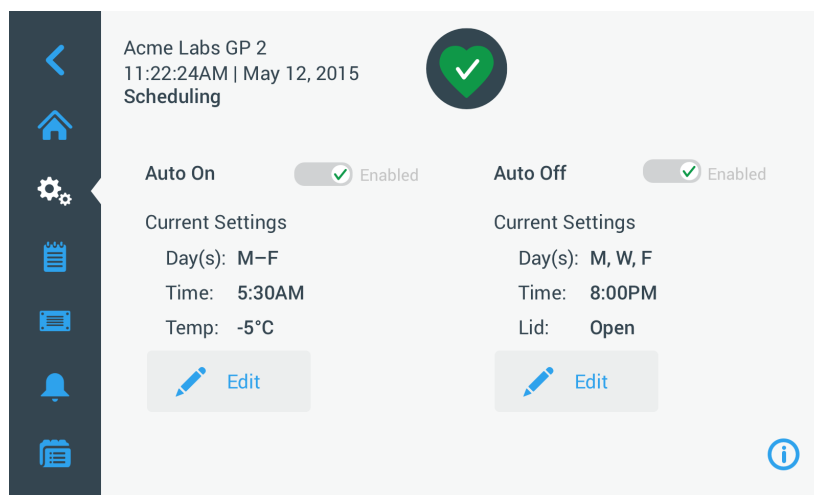 Acme Labs GP 2
11:22:24AM | May 12, 2015
Scheduling
Auto On Enabled
Current Settings
Day(s): M–F
Time: 5:30AM
Temp: -5°C
Edit
Auto Off Enabled
Current Settings
Day(s): M, W, F
Time: 8:00PM
Lid: Open
Edit